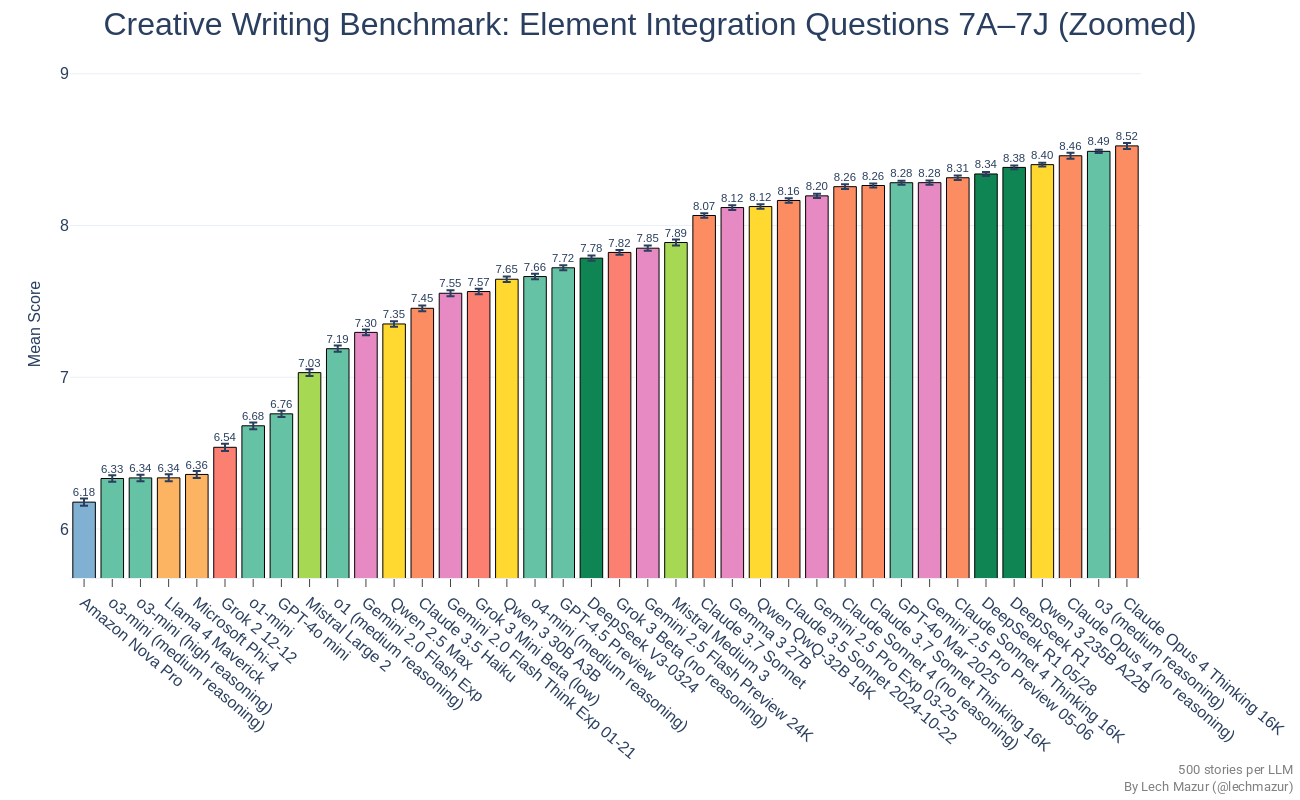 Creative Writing Benchmark: Element Integration Questions 7A–7J (Zoomed)
Mean Score
9
8
7
6
6.18
6.33
6.34
6.34
6.36
6.54
6.68
6.76
7.03
7.19
7.30
7.35
7.45
7.55
7.57
7.65
7.66
7.72
7.78
7.82
7.85
7.89
8.07
8.12
8.12
8.16
8.20
8.26
8.26
8.28
8.28
8.31
8.34
8.38
8.40
8.46
8.49
8.52
Amazon Nova Pro
o3-mini (medium reasoning)
o3-mini (high reasoning)
Llama 4 Maverick
Microsoft Phi-4
Grok 2 12-12
o1-mini
GPT-4o mini
Mistral Large 2
o1 (medium reasoning)
Gemini 2.0 Flash Exp
Qwen 2.5 Max
Claude 3.5 Haiku
Gemini 2.0 Flash Think Exp 01-21
Grok 3 Mini Beta (low)
Qwen 3 30B A3B
o4-mini (medium reasoning)
GPT-4.5 Preview
DeepSeek V3-0324
Grok 3 Beta (no reasoning)
Gemini 2.5 Flash Preview 24K
Mistral Medium 3
Claude 3.7 Sonnet
Gemma 3 27B
Qwen QwQ-32B 16K
Claude 3.5 Sonnet 2024-10-22
Gemini 2.5 Pro Exp 03-25
Claude Sonnet 4 (no reasoning)
Claude 3.7 Sonnet Thinking 16K
GPT-4o Mar 2025
Gemini 2.5 Pro Preview 05-06
Claude Sonnet 4 Thinking 16K
DeepSeek R1 05/28
DeepSeek R1
Qwen 3 235B A22B
Claude Opus 4 (no reasoning)
o3 (medium reasoning)
Claude Opus 4 Thinking 16K
500 stories per LLM
By Lech Mazur (@lechmazur)